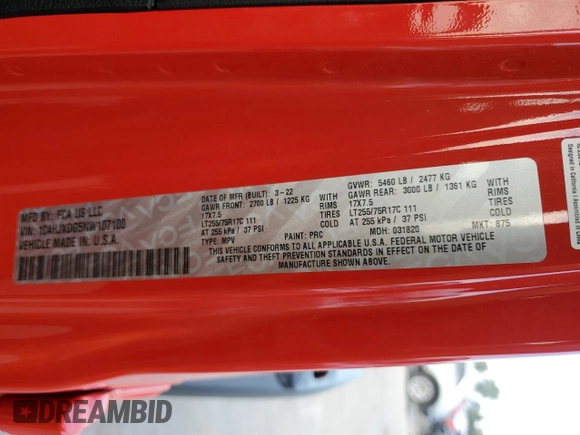 MFD BY: FCA US LLC
DATE OF MFR (BUILT): 3-22
GVWR: 5460 LB / 2477 KG
GAWR FRONT: 2700 LB / 1225 KG WITH
GAWR REAR: 3000 LB / 1361 KG WITH
17X7.5 RIMS
17X7.5 RIMS
LT255/75R17C 111 TIRES
LT255/75R17C 111 TIRES
AT 255 kPa / 37 PSI COLD
AT 255 kPa / 37 PSI COLD
THIS VEHICLE CONFORMS TO ALL APPLICABLE U.S.A. FEDERAL MOTOR VEHICLE
SAFETY AND THEFT PREVENTION STANDARDS IN EFFECT ON THE DATE OF
MANUFACTURE SHOWN ABOVE.
VIN: 1C4HJXDG5NW107100
TYPE: MPV
PAINT: PRC
MDH: 031820
MKT: 875
VEHICLE MADE IN U.S.A.
DREAMBID